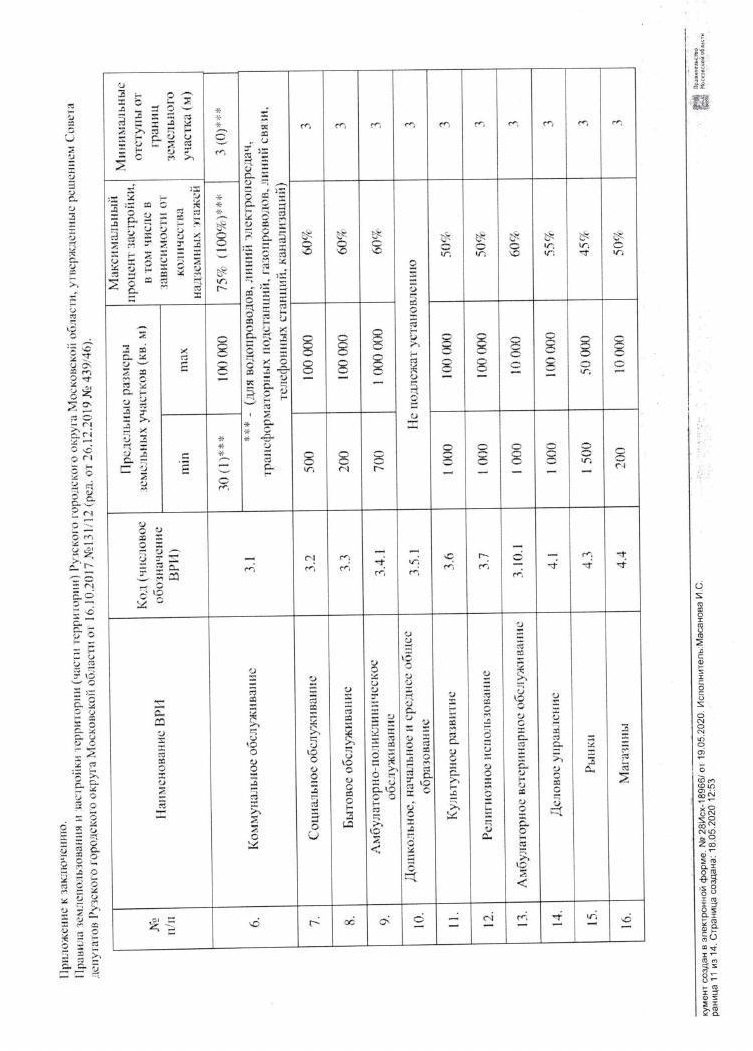 Приложение к заключению.
Правила землепользования и застройки территории (части территории) Рузского городского округа Московской области, утвержденные решением Совета
депутатов Рузского городского округа Московской области от 16.10.2017 №131/12 (ред. от 26.12.2019 № 439/46).
№ п/п | Наименование ВРИ | Код (числовое обозначение ВРИ) | Предельные размеры земельных участков (кв. м) | Максимальный процент застройки, в том числе в зависимости от количества надземных этажей | Минимальные отступы от границ земельного участка (м)
min | max
6. | Коммунальное обслуживание | 3.1 | 30 (1)*** | 100 000 | 75% (100%)*** | 3 (0)***
*** - (для водопроводов, линий электропередач,
трансформаторных подстанций, газопроводов, линий связи,
телефонных станций, канализаций)
7. | Социальное обслуживание | 3.2 | 500 | 100 000 | 60% | 3
8. | Бытовое обслуживание | 3.3 | 200 | 100 000 | 60% | 3
9. | Амбулаторно-поликлиническое обслуживание | 3.4.1 | 700 | 1 000 000 | 60% | 3
10. | Дошкольное, начальное и среднее общее образование | 3.5.1 | Не подлежат установлению | 3
11. | Культурное развитие | 3.6 | 1 000 | 100 000 | 50% | 3
12. | Религиозное использование | 3.7 | 1 000 | 100 000 | 50% | 3
13. | Амбулаторное ветеринарное обслуживание | 3.10.1 | 1 000 | 10 000 | 60% | 3
14. | Деловое управление | 4.1 | 1 000 | 100 000 | 55% | 3
15. | Рынки | 4.3 | 1 500 | 50 000 | 45% | 3
16. | Магазины | 4.4 | 200 | 10 000 | 50% | 3
кумент создан в электронной форме. № 28Исх-18966/ от 19.05.2020. Исполнитель:Масанова И.С.
раница 11 из 14. Страница создана: 18.05.2020 12:53
Правительство
Московской области